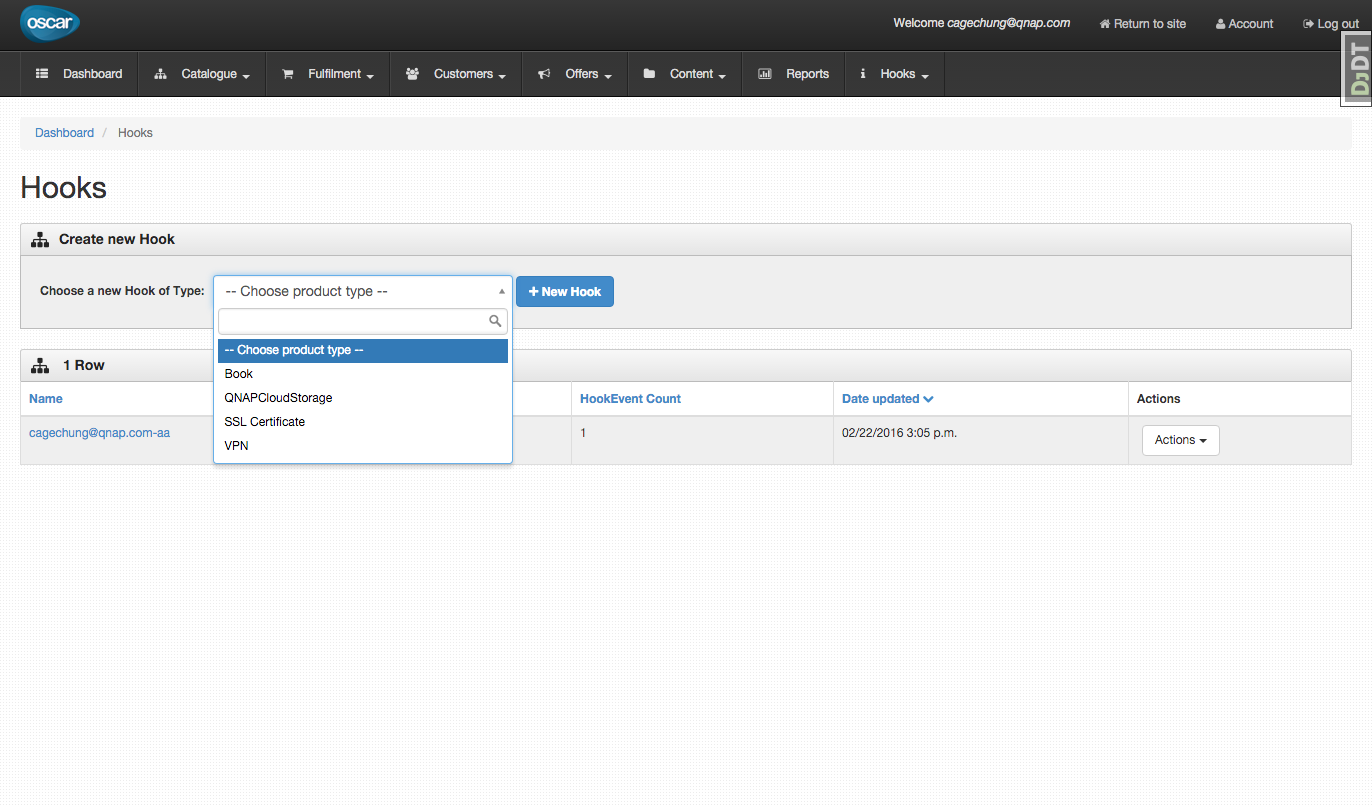 oscar
Welcome cagechung@qnap.com Return to site Account Log out
DjDT
Dashboard Catalogue Fulfilment Customers Offers Content Reports Hooks
Dashboard / Hooks
Hooks
Create new Hook
Choose a new Hook of Type: -- Choose product type -- + New Hook
-- Choose product type --
Book
QNAPCloudStorage
SSL Certificate
VPN
1 Row
Name HookEvent Count Date updated Actions
cagechung@qnap.com-aa 1 02/22/2016 3:05 p.m. Actions